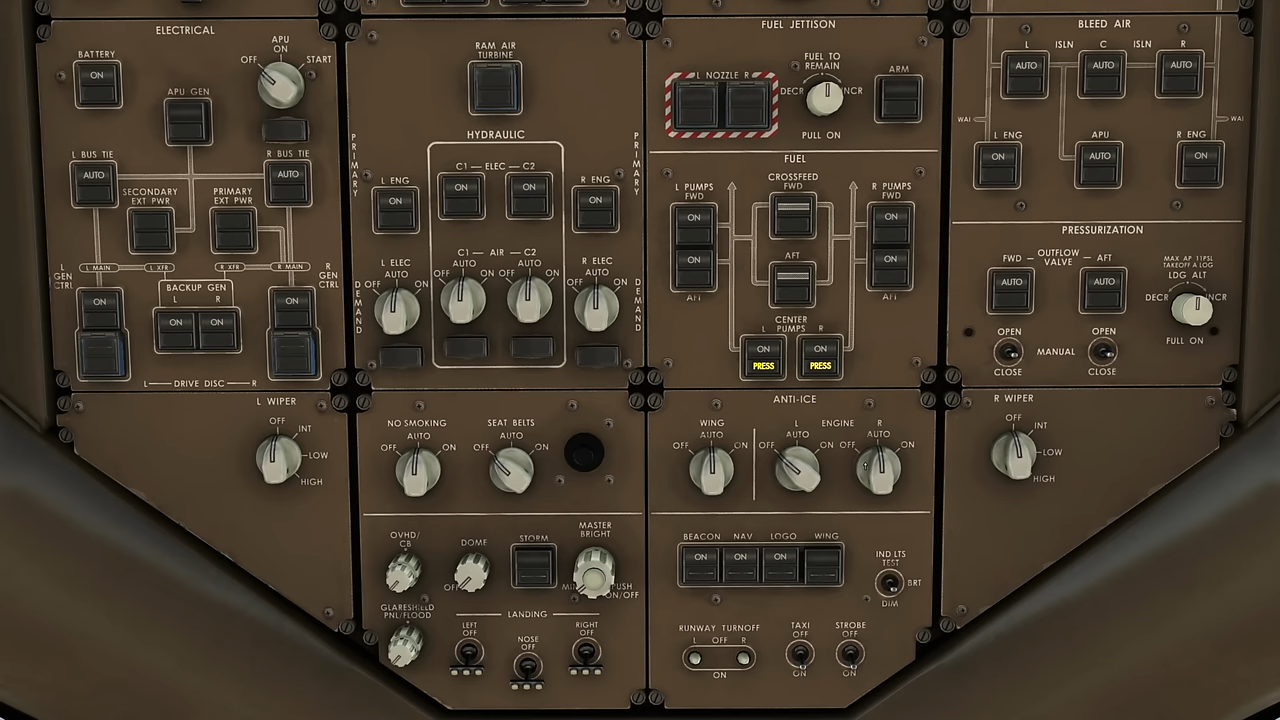 ELECTRICAL
BATTERY
ON
APU
ON
OFF
START
APU GEN
L BUS TIE
AUTO
R BUS TIE
AUTO
SECONDARY
EXT PWR
PRIMARY
EXT PWR
L MAIN
L XFR
R XFR
R MAIN
L
GEN
CTRL
R
GEN
CTRL
ON
BACKUP GEN
L R
ON ON
ON
L DRIVE DISC R
RAM AIR
TURBINE
HYDRAULIC
PRIMARY
PRIMARY
C1 ELEC C2
L ENG
ON
ON ON
R ENG
ON
C1 AIR C2
L ELEC
AUTO
OFF ON
AUTO
OFF ON
AUTO
OFF ON
R ELEC
AUTO
OFF ON
DEMAND
DEMAND
FUEL JETTISON
L NOZZLE R
FUEL TO
REMAIN
DECR INCR
PULL ON
ARM
FUEL
L PUMPS
FWD
ON
ON
AFT
CROSSFEED
FWD
AFT
R PUMPS
FWD
ON
ON
AFT
CENTER
L PUMPS R
ON ON
PRESS PRESS
BLEED AIR
L ISLN C ISLN R
AUTO AUTO AUTO
WAI
WAI
L ENG APU R ENG
ON AUTO ON
PRESSURIZATION
FWD OUTFLOW VALVE AFT
AUTO AUTO
MAX ΔP 11PSI
TAKEOFF & LDG
LDG ALT
DECR INCR
PULL ON
OPEN OPEN
MANUAL
CLOSE CLOSE
L WIPER
OFF
INT
LOW
HIGH
NO SMOKING
AUTO
OFF ON
SEAT BELTS
AUTO
OFF ON
ANTI-ICE
WING
AUTO
OFF ON
L ENGINE R
AUTO
OFF ON
AUTO
OFF ON
R WIPER
OFF
INT
LOW
HIGH
OVHD/
CB
DOME
OFF
STORM
MASTER
BRIGHT
PUSH
ON/OFF
GLARESHIELD
PNL/FLOOD
LANDING
LEFT
OFF
NOSE
OFF
RIGHT
OFF
BEACON NAV LOGO WING
ON ON ON
IND LTS
TEST
BRT
DIM
RUNWAY TURNOFF
L OFF R
ON
TAXI
OFF
ON
STROBE
OFF
ON